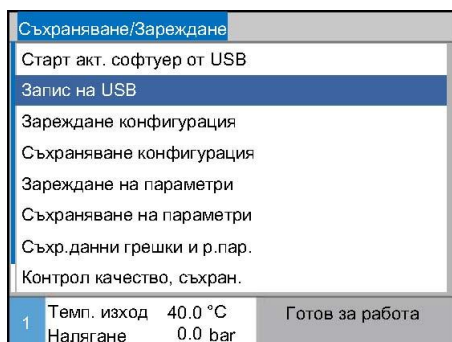 Съхраняване/Зареждане
Старт акт. софтуер от USB
Запис на USB
Зареждане конфигурация
Съхраняване конфигурация
Зареждане на параметри
Съхраняване на параметри
Съхр.данни грешки и р.пар.
Контрол качество, съхран.
1 Темп. изход 40.0 °C Готов за работа
Налягане 0.0 bar